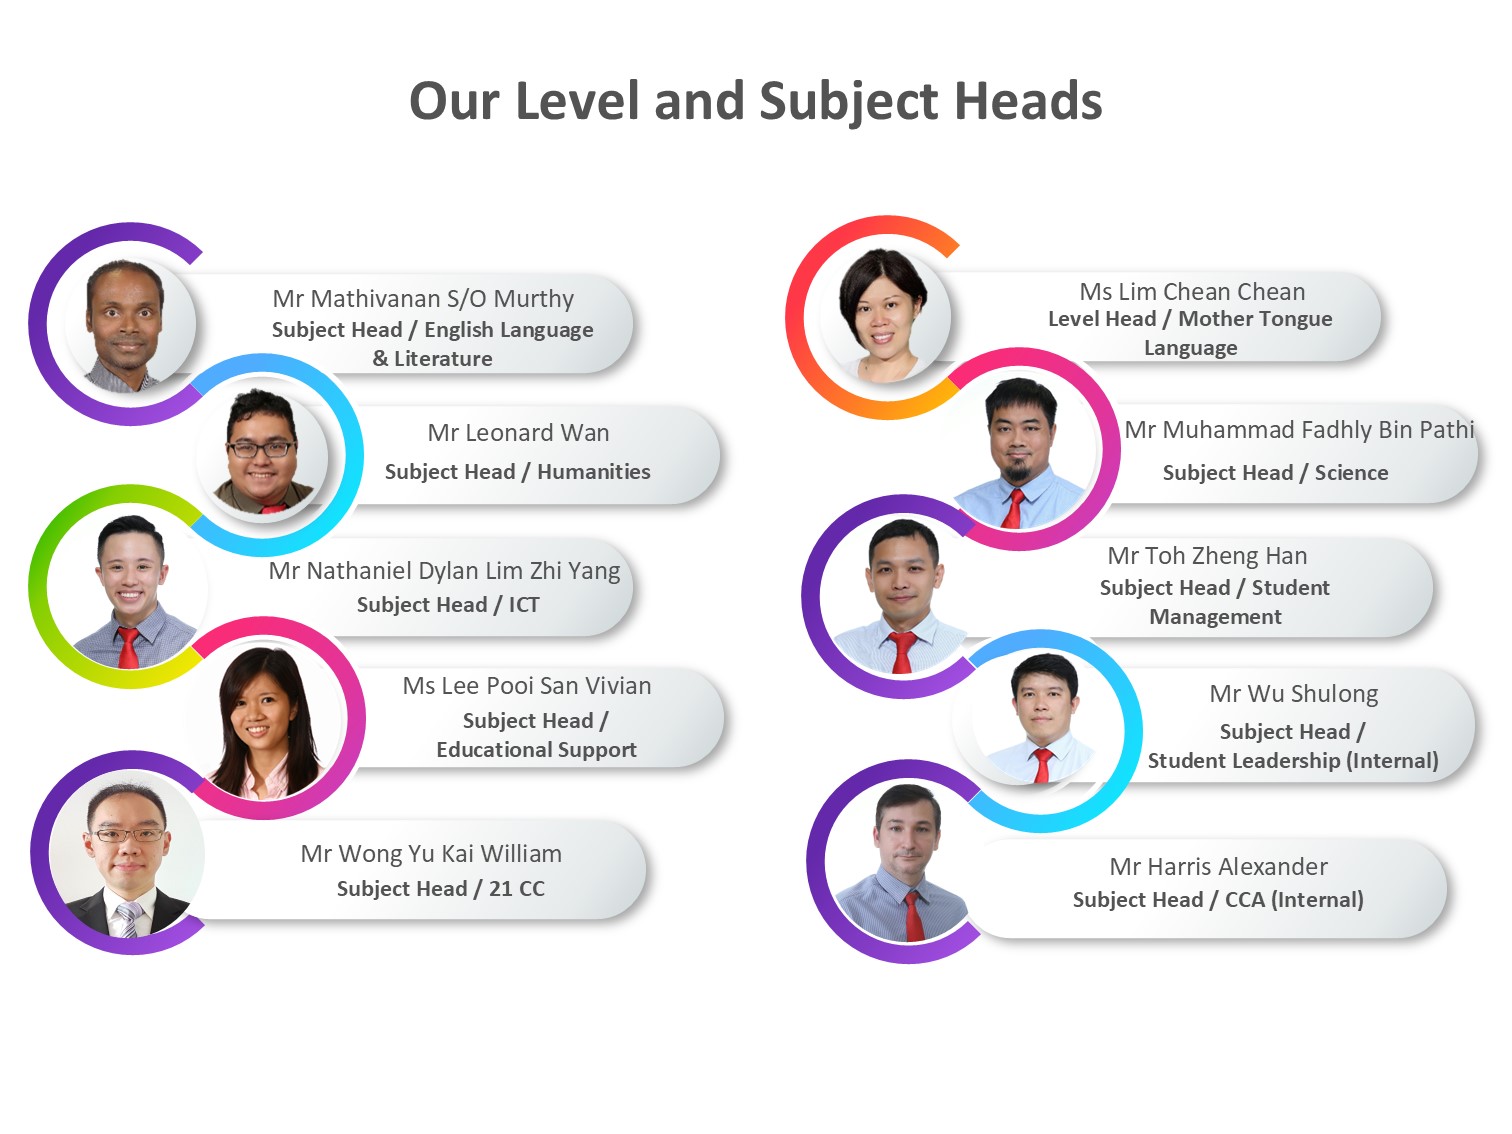 Our Level and Subject Heads
Mr Mathivanan S/O Murthy
Subject Head / English Language
& Literature
Mr Leonard Wan
Subject Head / Humanities
Mr Nathaniel Dylan Lim Zhi Yang
Subject Head / ICT
Ms Lee Pooi San Vivian
Subject Head /
Educational Support
Mr Wong Yu Kai William
Subject Head / 21 CC
Ms Lim Chean Chean
Level Head / Mother Tongue
Language
Mr Muhammad Fadhly Bin Pathi
Subject Head / Science
Mr Toh Zheng Han
Subject Head / Student
Management
Mr Wu Shulong
Subject Head /
Student Leadership (Internal)
Mr Harris Alexander
Subject Head / CCA (Internal)